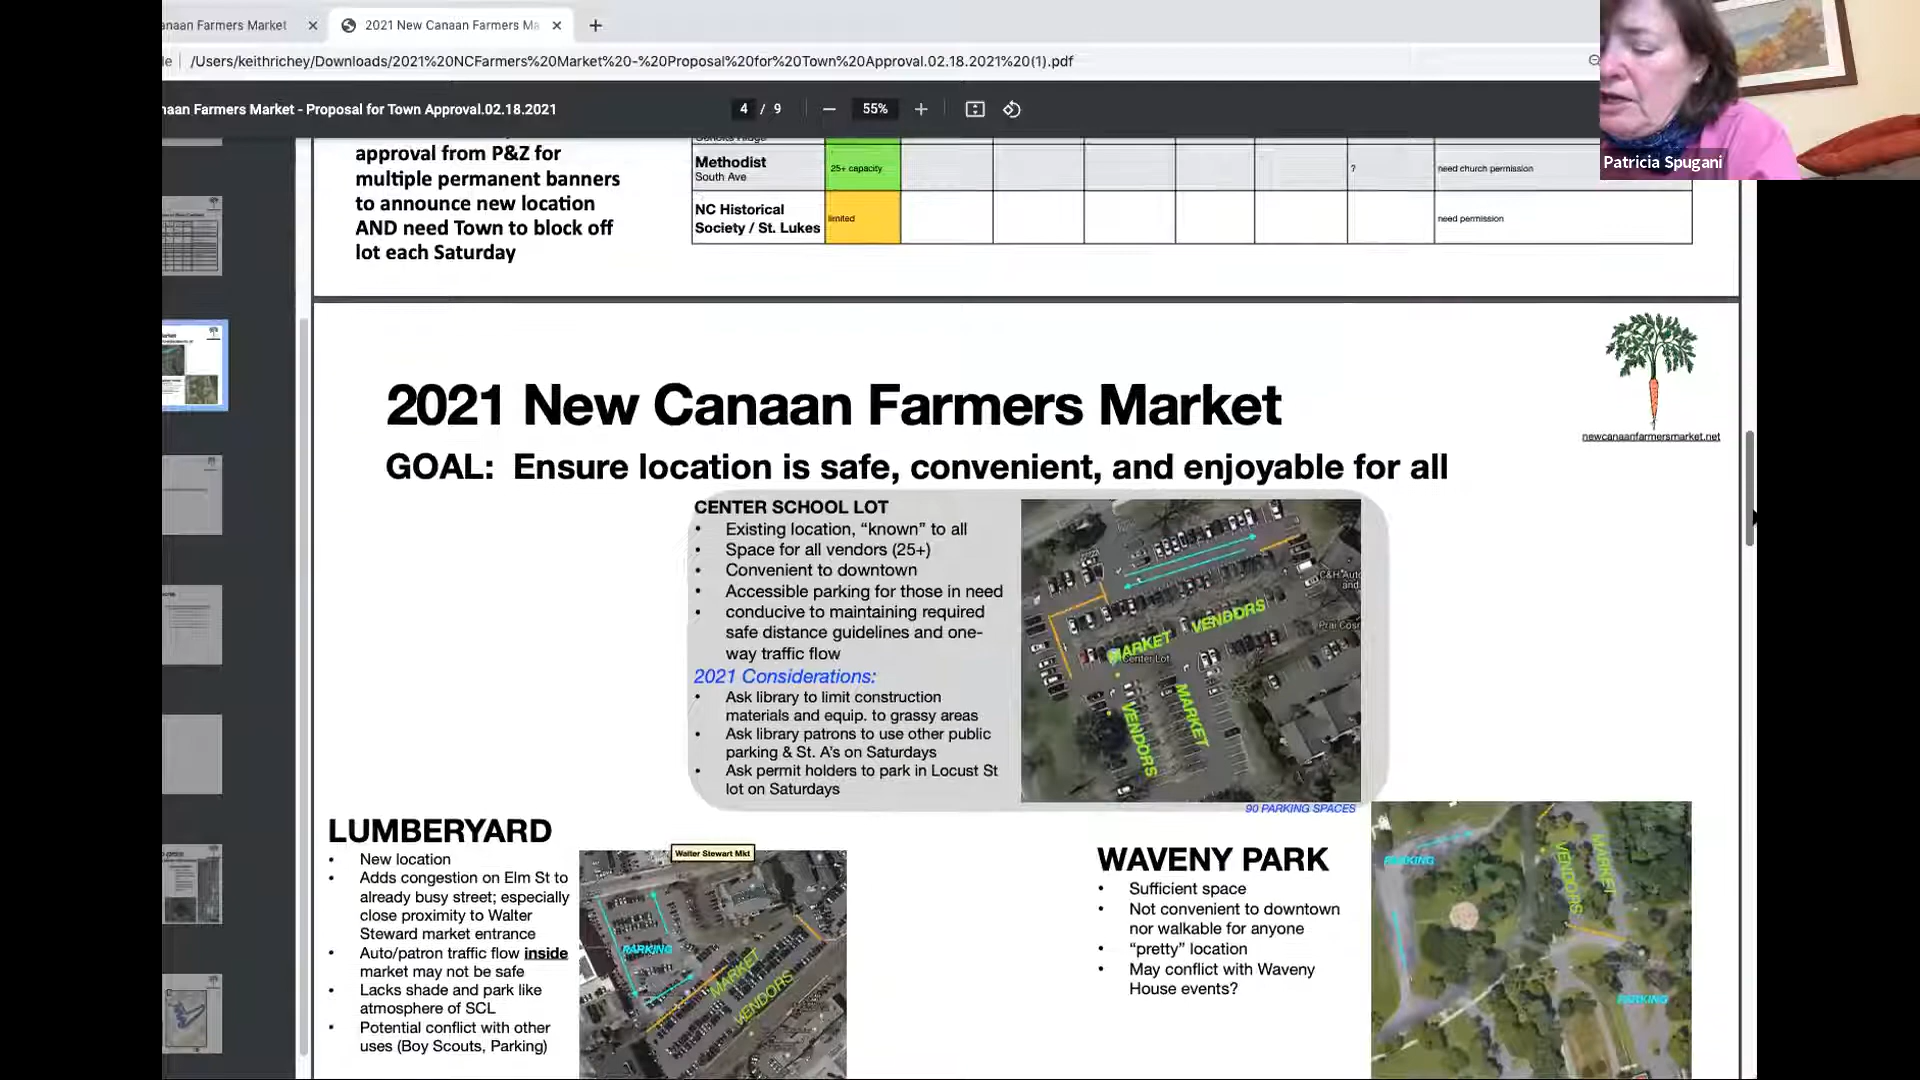 anaan Farmers Market
2021 New Canaan Farmers Ma
/Users/keithrichey/Downloads/2021%20NCFarmers%20Market%20-%20Proposal%20for%20Town%20Approval.02.18.2021%20(1).pdf
naan Farmers Market - Proposal for Town Approval.02.18.2021
4 / 9
55%
Patricia Spugani
approval from P&Z for
multiple permanent banners
to announce new location
AND need Town to block off
lot each Saturday
Methodist
South Ave
25+ capacity
?
need church permission
NC Historical
Society / St. Lukes
limited
need permission
2021 New Canaan Farmers Market
newcanaanfarmersmarket.net
GOAL: Ensure location is safe, convenient, and enjoyable for all
CENTER SCHOOL LOT
• Existing location, “known” to all
• Space for all vendors (25+)
• Convenient to downtown
• Accessible parking for those in need
• conducive to maintaining required
safe distance guidelines and one-
way traffic flow
2021 Considerations:
• Ask library to limit construction
materials and equip. to grassy areas
• Ask library patrons to use other public
parking & St. A's on Saturdays
• Ask permit holders to park in Locust St
lot on Saturdays
C&H Auto
and
MARKET VENDORS
Center Lot
VENDORS
MARKET
90 PARKING SPACES
LUMBERYARD
• New location
• Adds congestion on Elm St to
already busy street; especially
close proximity to Walter
Steward market entrance
• Auto/patron traffic flow inside
market may not be safe
• Lacks shade and park like
atmosphere of SCL
• Potential conflict with other
uses (Boy Scouts, Parking)
Walter Stewart Mkt
PARKING
MARKET
VENDORS
WAVENY PARK
• Sufficient space
• Not convenient to downtown
nor walkable for anyone
• “pretty” location
• May conflict with Waveny
House events?
PARKING
VENDORS
MARKET
PARKING